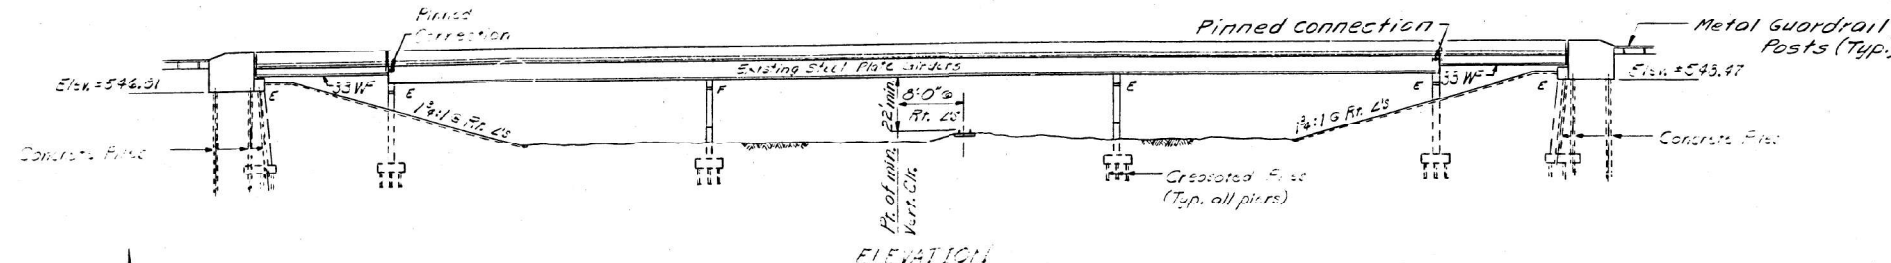 Pinned
Connection
Pinned connection
Metal Guardrail
Posts (Typ.)
Existing Steel Plate Girders
Elev. = 546.31
33 WF
33 WF
Elev. = 543.47
E
E
F
E
E
E
1¾:1 @ Rt. L's
22' min.
8'-0" @
Rt. L's
1¾:1 @ Rt. L's
Concrete Piles
Concrete Piles
Pt. of min.
Vert. Clr.
Creosoted Piles
(Typ. all piers)
ELEVATION